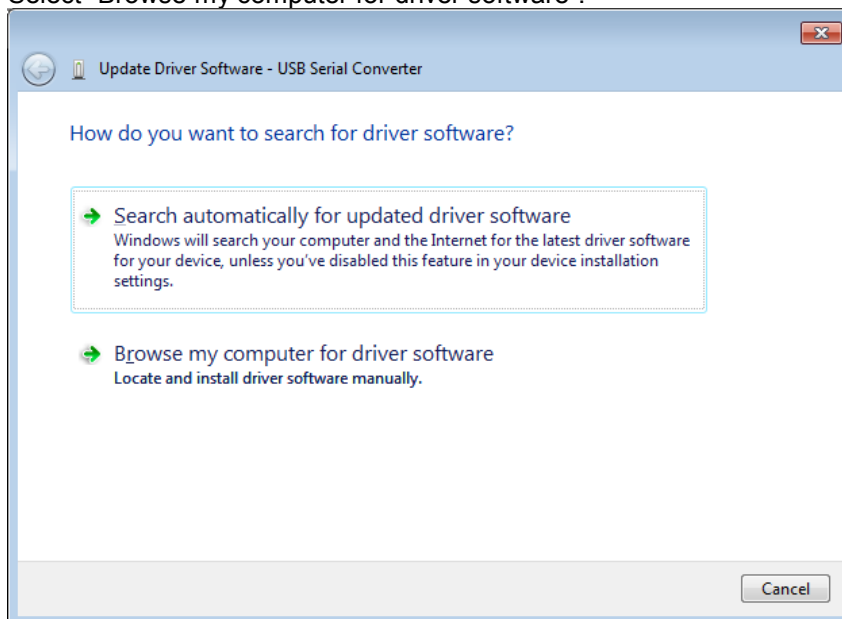 Select "Browse my computer for driver software".
Update Driver Software - USB Serial Converter
How do you want to search for driver software?
Search automatically for updated driver software
Windows will search your computer and the Internet for the latest driver software
for your device, unless you've disabled this feature in your device installation
settings.
Browse my computer for driver software
Locate and install driver software manually.
Cancel